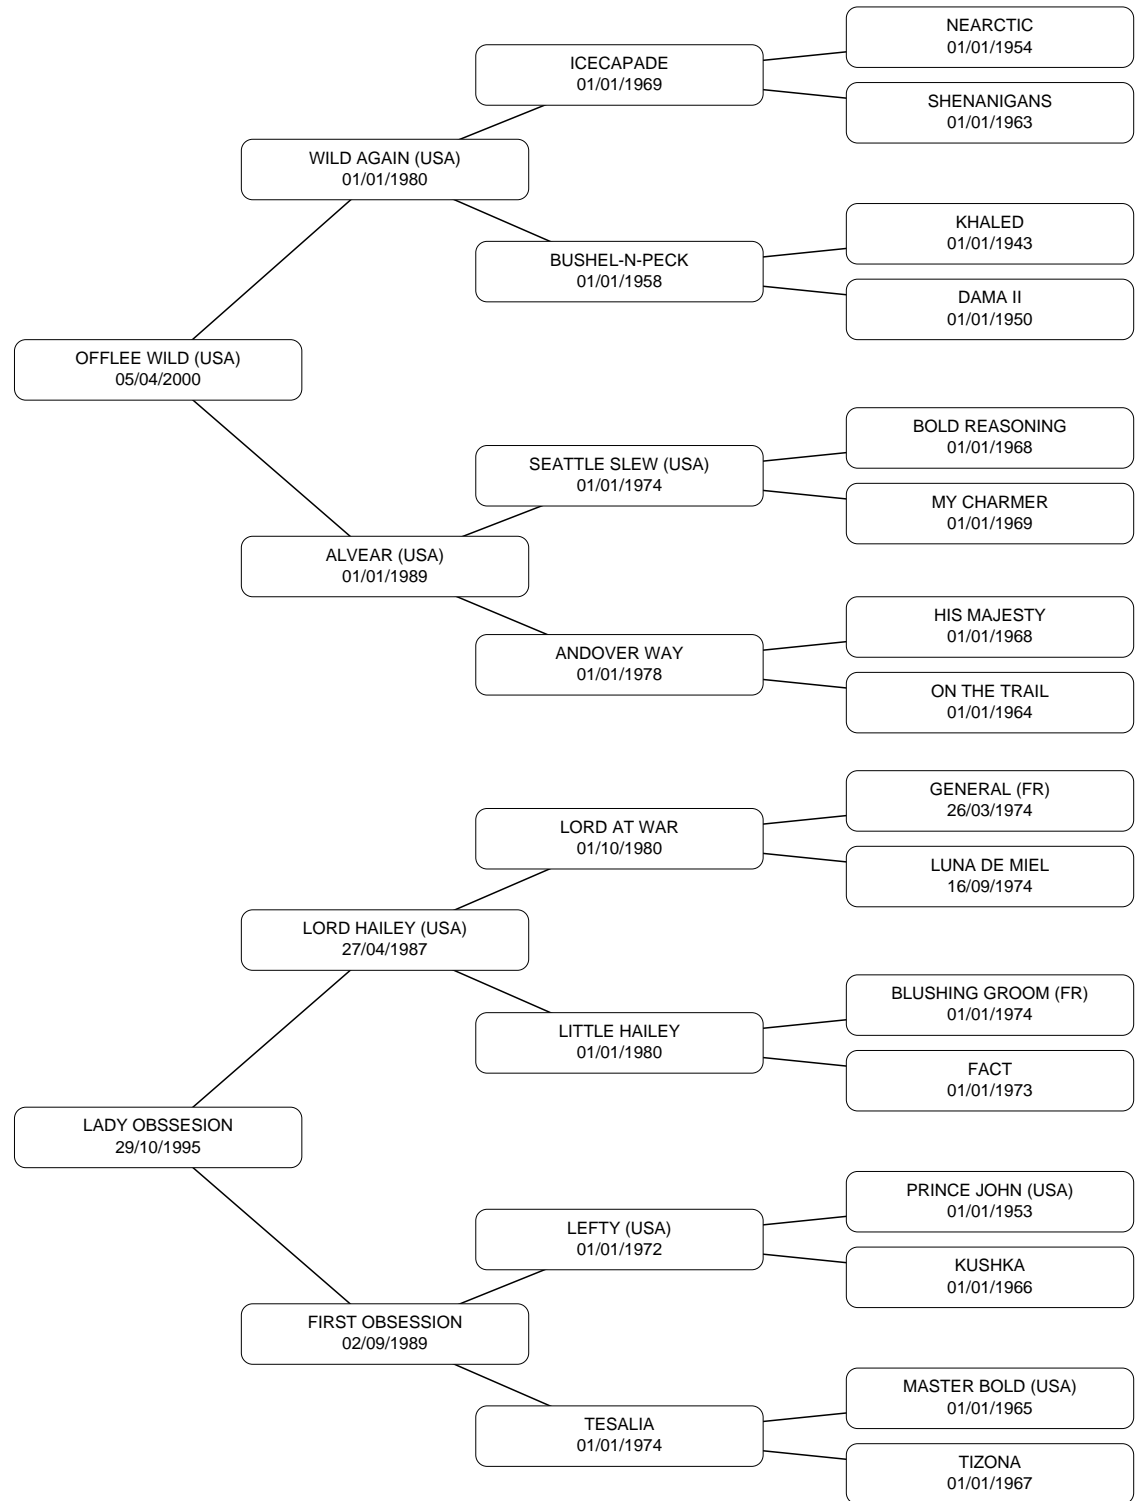 NEARCTIC
01/01/1954
ICECAPADE
01/01/1969
SHENANIGANS
01/01/1963
WILD AGAIN (USA)
01/01/1980
KHALED
01/01/1943
BUSHEL-N-PECK
01/01/1958
DAMA II
01/01/1950
OFFLEE WILD (USA)
05/04/2000
BOLD REASONING
01/01/1968
SEATTLE SLEW (USA)
01/01/1974
MY CHARMER
01/01/1969
ALVEAR (USA)
01/01/1989
HIS MAJESTY
01/01/1968
ANDOVER WAY
01/01/1978
ON THE TRAIL
01/01/1964
GENERAL (FR)
26/03/1974
LORD AT WAR
01/10/1980
LUNA DE MIEL
16/09/1974
LORD HAILEY (USA)
27/04/1987
BLUSHING GROOM (FR)
01/01/1974
LITTLE HAILEY
01/01/1980
FACT
01/01/1973
LADY OBSSESION
29/10/1995
PRINCE JOHN (USA)
01/01/1953
LEFTY (USA)
01/01/1972
KUSHKA
01/01/1966
FIRST OBSESSION
02/09/1989
MASTER BOLD (USA)
01/01/1965
TESALIA
01/01/1974
TIZONA
01/01/1967